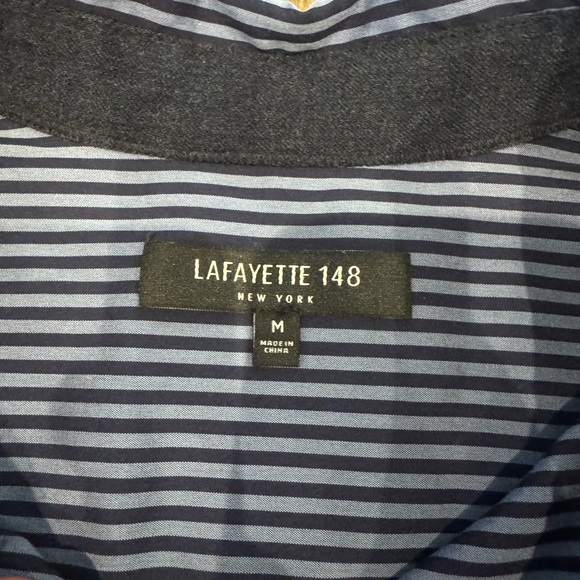 LAFAYETTE 148
NEW YORK
M
MADE IN
CHINA